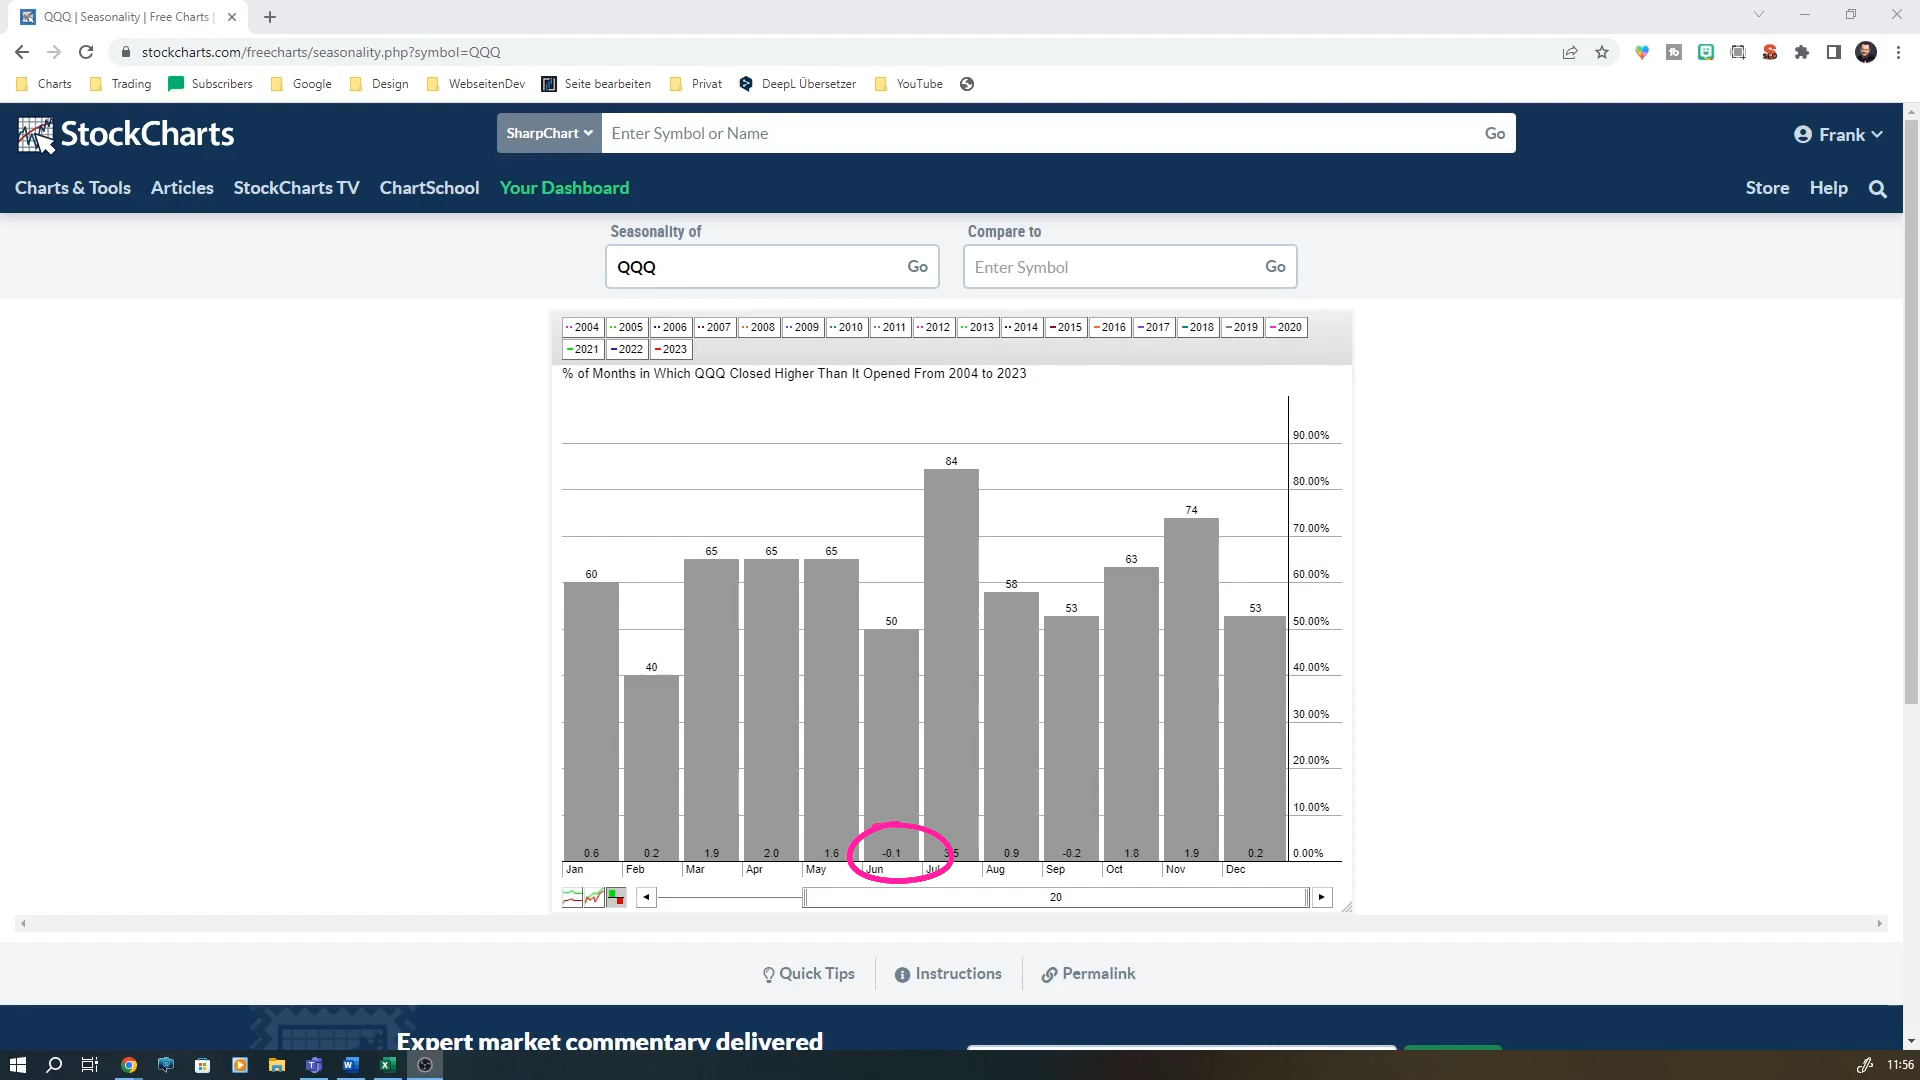 QQQ | Seasonality | Free Charts |
stockcharts.com/freecharts/seasonality.php?symbol=QQQ
Charts Trading Subscribers Google Design WebseitenDev Seite bearbeiten Privat DeepL Übersetzer YouTube
StockCharts SharpChart Enter Symbol or Name Go Frank
Charts & Tools Articles StockCharts TV ChartSchool Your Dashboard Store Help
Seasonality of Compare to
QQQ Go Enter Symbol Go
2004 2005 2006 2007 2008 2009 2010 2011 2012 2013 2014 2015 2016 2017 2018 2019 2020
2021 2022 2023
% of Months in Which QQQ Closed Higher Than It Opened From 2004 to 2023
90.00%
84
80.00%
74
70.00%
65 65 65 63
60 60.00%
58
53 53
50 50.00%
40 40.00%
30.00%
20.00%
10.00%
0.6 0.2 1.9 2.0 1.6 -0.1 3.5 0.9 -0.2 1.8 1.9 0.2 0.00%
Jan Feb Mar Apr May Jun Jul Aug Sep Oct Nov Dec
20
Quick Tips Instructions Permalink
Expert market commentary delivered
11:56